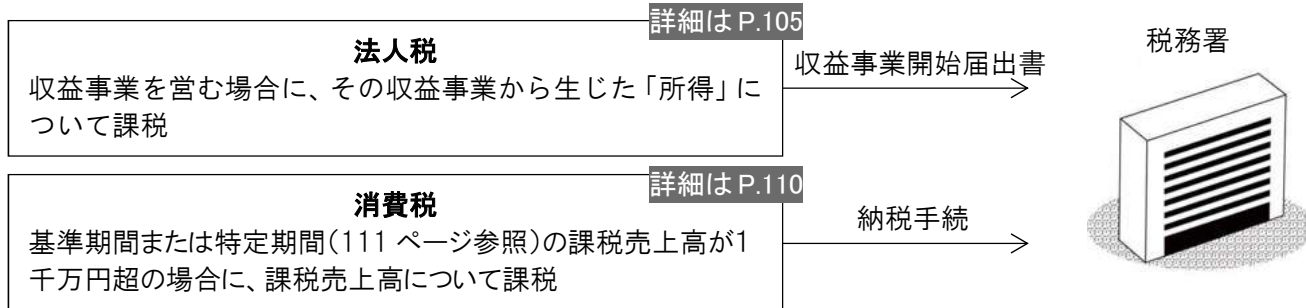 詳細は P.105
法人税
収益事業を営む場合に、その収益事業から生じた「所得」に
ついて課税
収益事業開始届出書
税務署
詳細は P.110
消費税
基準期間または特定期間(111 ページ参照)の課税売上高が1
千万円超の場合に、課税売上高について課税
納税手続